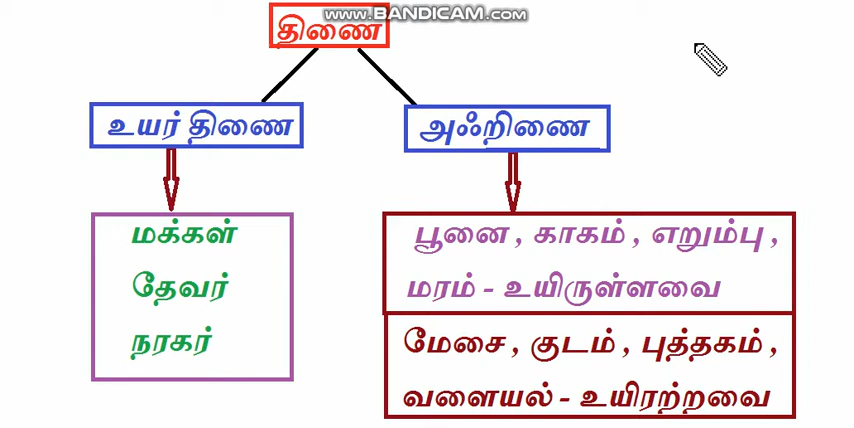 www.BANDICAM.com
திணை
உயர் திணை
அஃறிணை
மக்கள்
தேவர்
நரகர்
பூனை , காகம் , எறும்பு ,
மரம் - உயிருள்ளவை
மேசை , குடம் , புத்தகம் ,
வளையல் - உயிரற்றவை